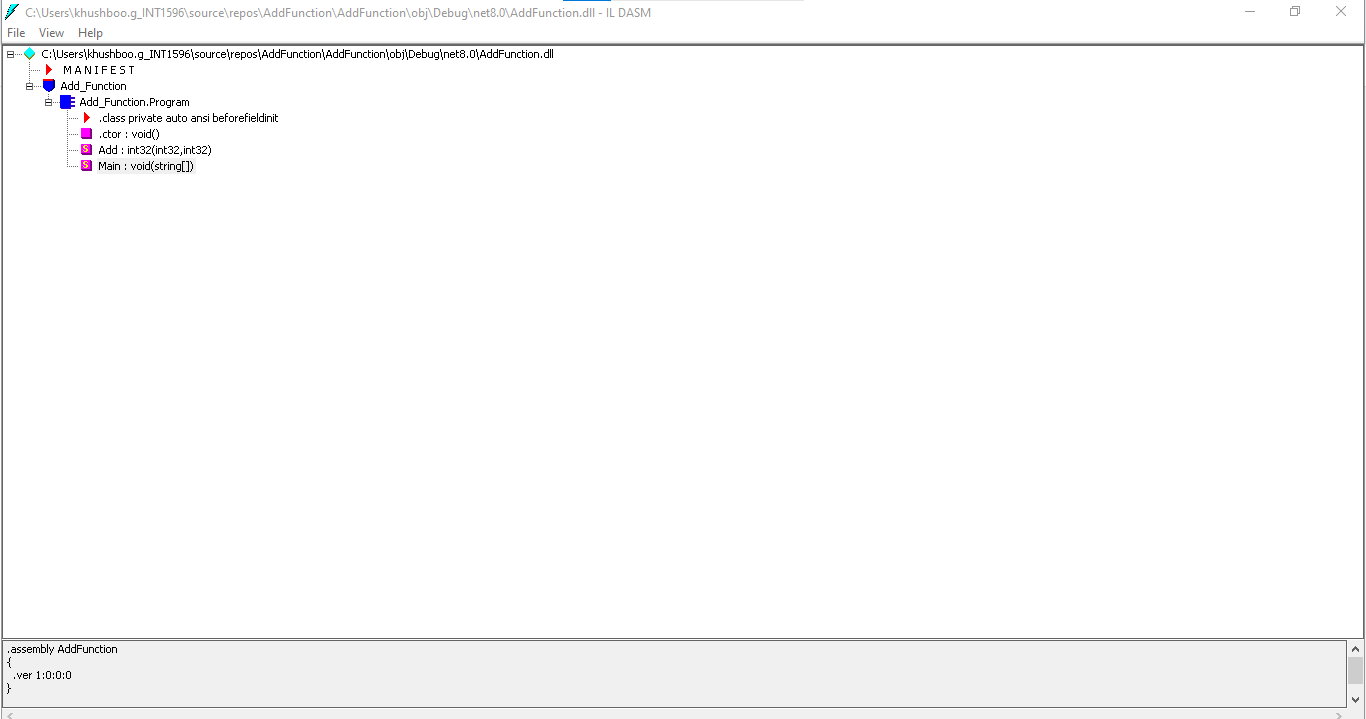 C:\Users\khushboo.g_INT1596\source\repos\AddFunction\AddFunction\obj\Debug\net8.0\AddFunction.dll - IL DASM
File View Help
C:\Users\khushboo.g_INT1596\source\repos\AddFunction\AddFunction\obj\Debug\net8.0\AddFunction.dll
M A N I F E S T
Add_Function
Add_Function.Program
.class private auto ansi beforefieldinit
.ctor : void()
S Add : int32(int32,int32)
S Main : void(string[])
.assembly AddFunction
{
.ver 1:0:0:0
}